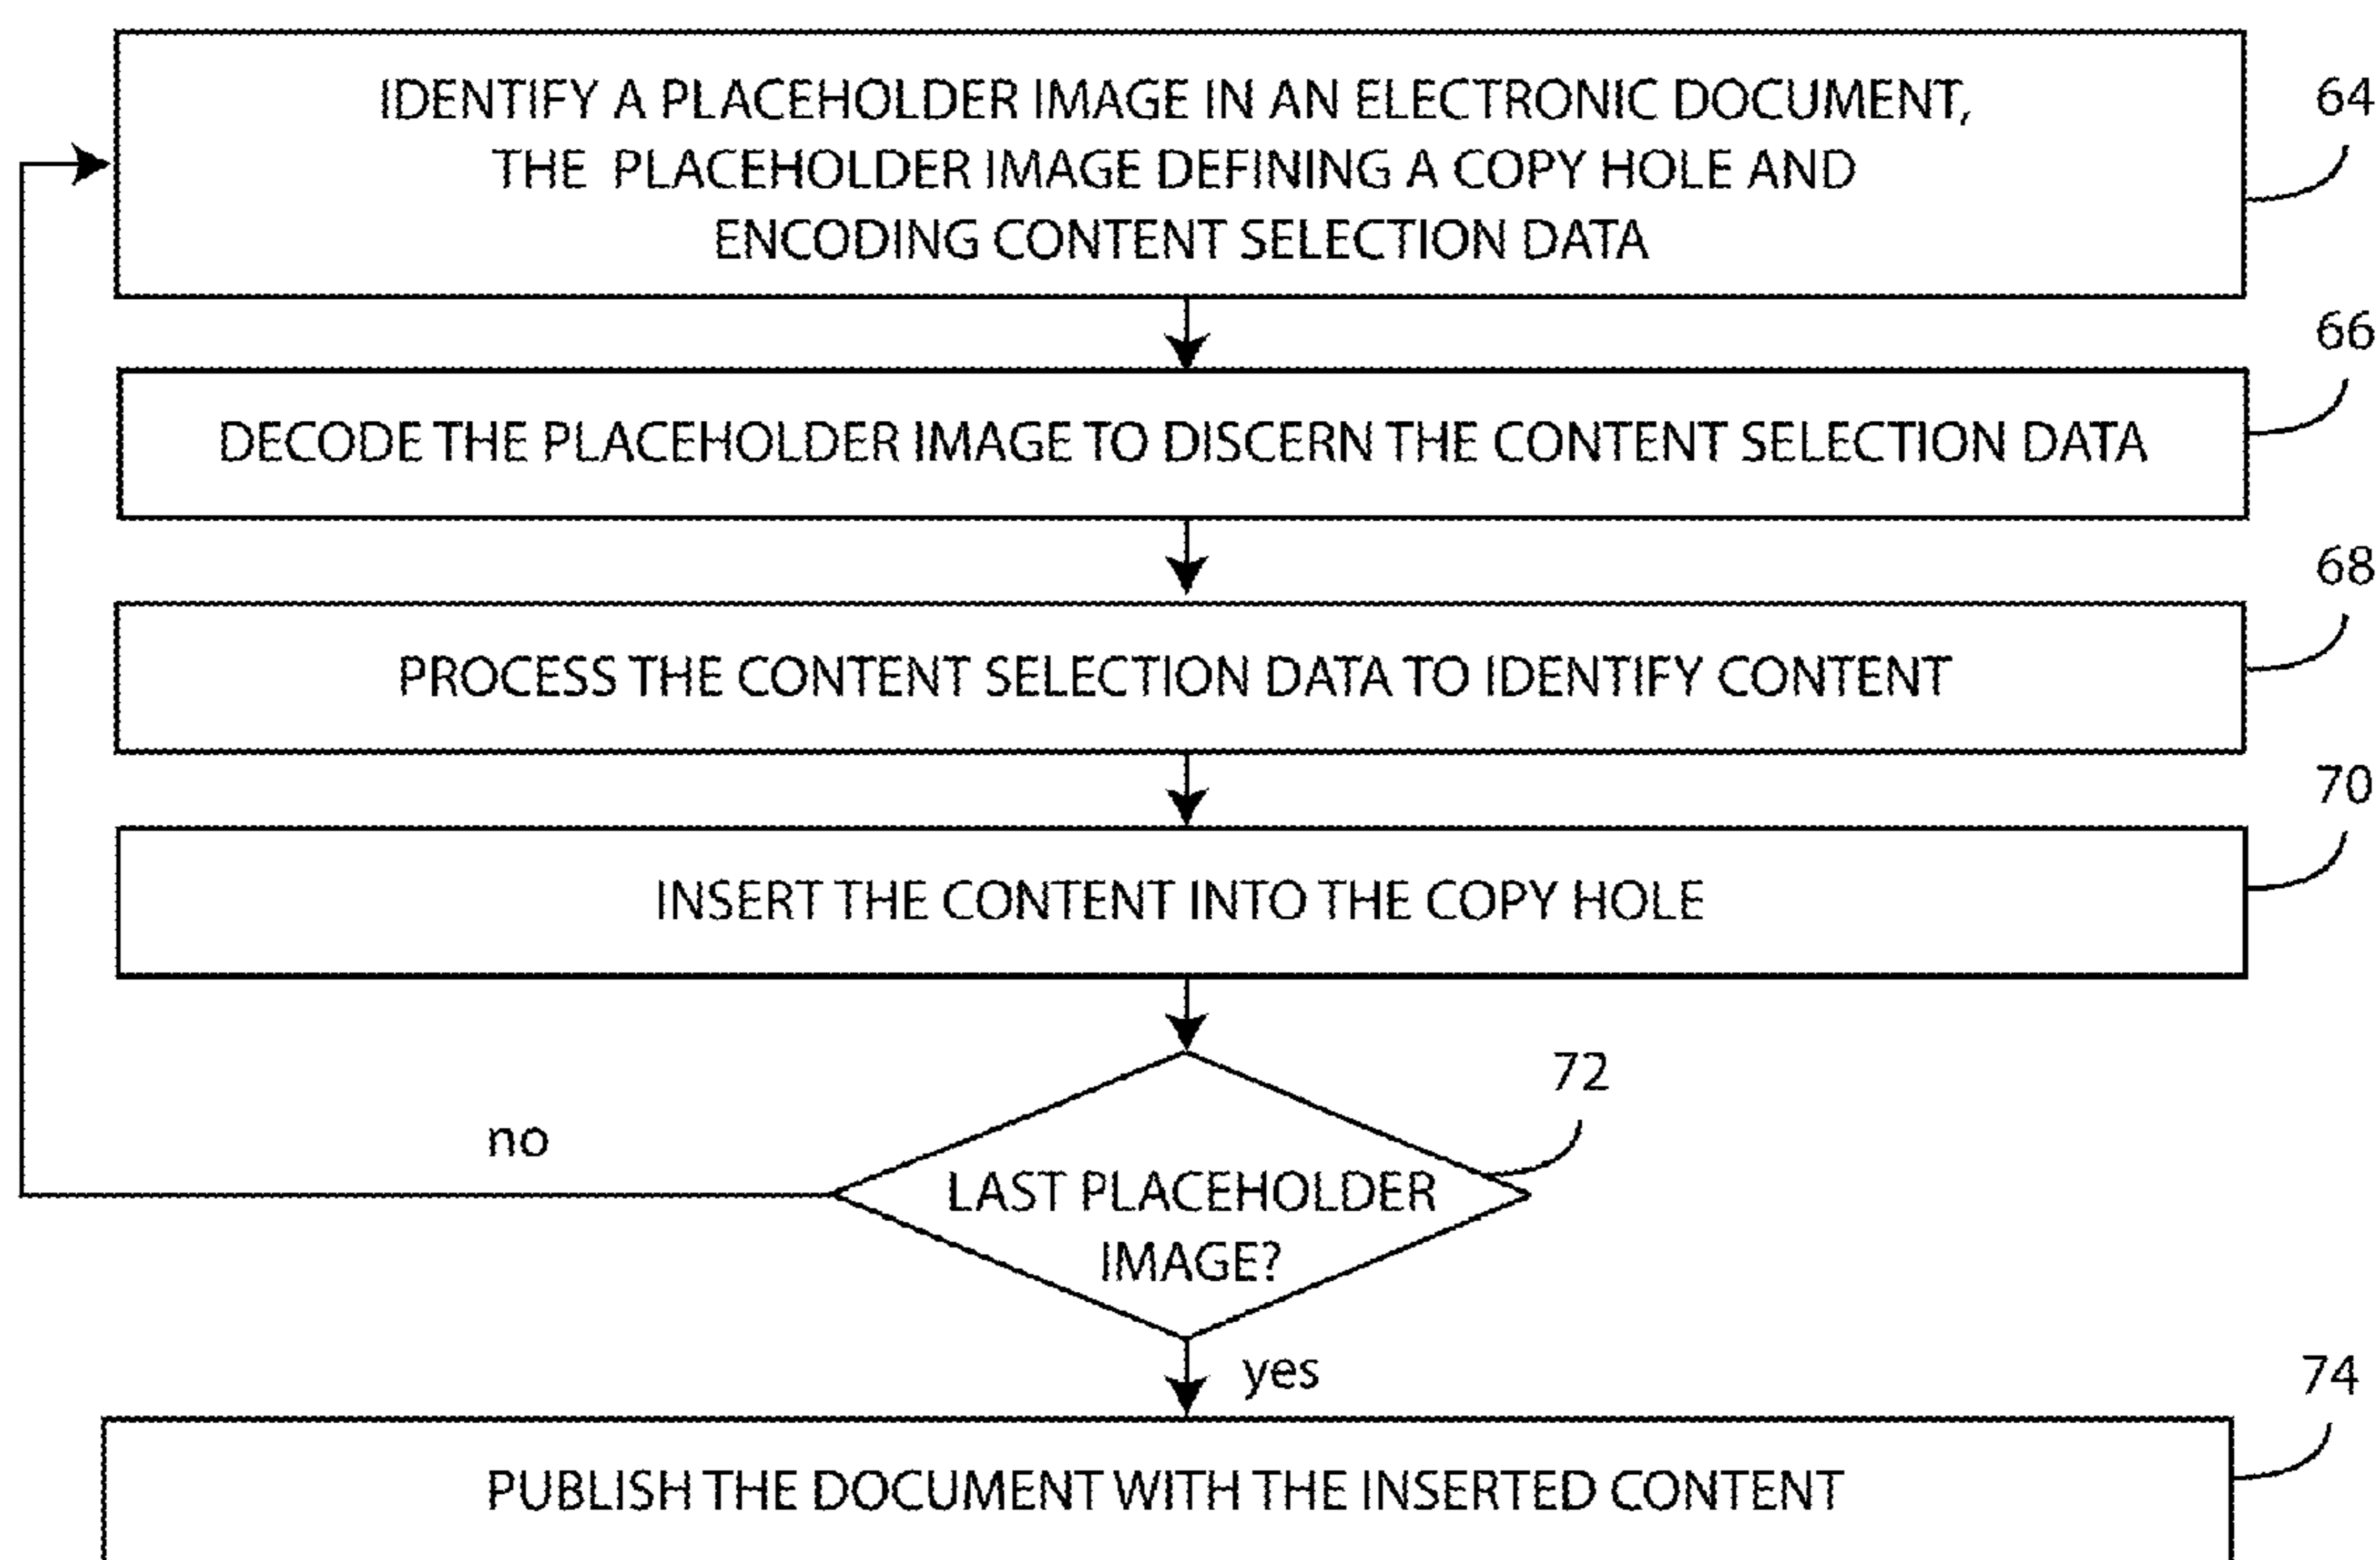 IDENTIFY A PLACEHOLDER IMAGE IN AN ELECTRONIC DOCUMENT,
64
THE PLACEHOLDER IMAGE DEFINING A COPY HOLE AND
ENCODING CONTENT SELECTION DATA
66
DECODE THE PLACEHOLDER IMAGE TO DISCERN THE CONTENT SELECTION DATA
68
PROCESS THE CONTENT SELECTION DATA TO IDENTIFY CONTENT
70
INSERT THE CONTENT INTO THE COPY HOLE
72
no
LAST PLACEHOLDER
IMAGE?
yes
74
PUBLISH THE DOCUMENT WITH THE INSERTED CONTENT